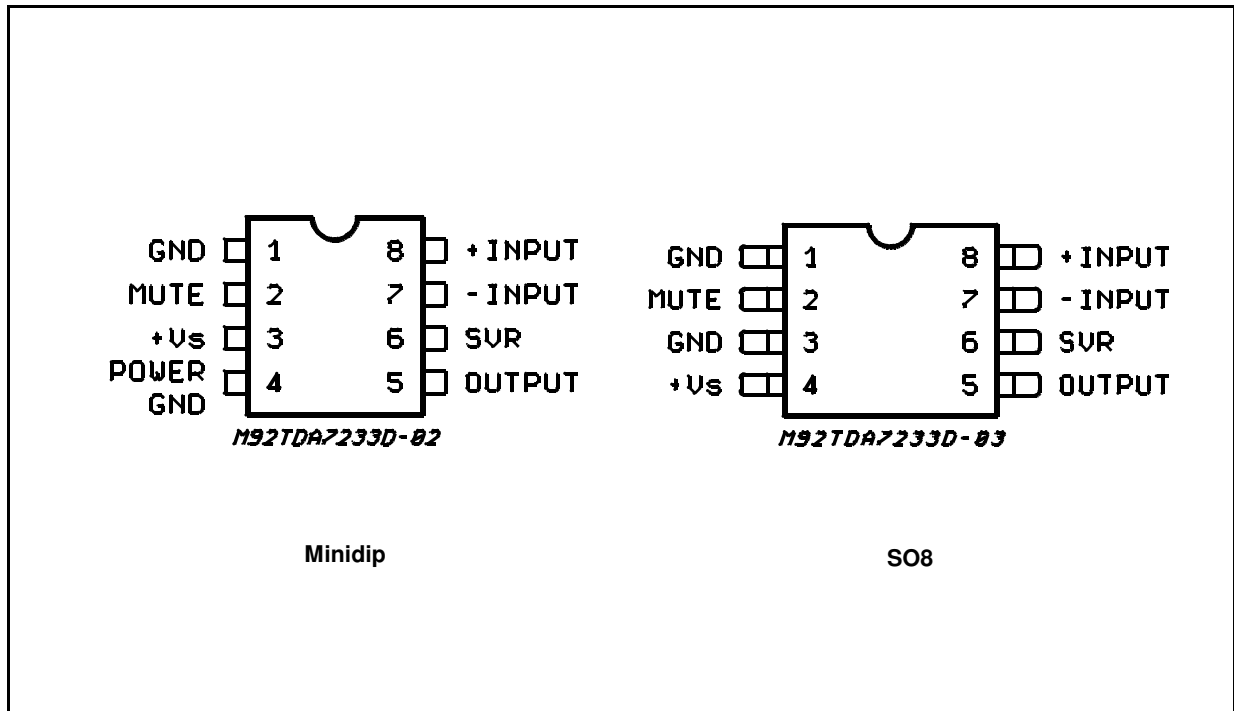 GND 1 8 +INPUT
MUTE 2 7 -INPUT
+Vs 3 6 SVR
POWER
GND 4 5 OUTPUT
M92TDA7233D-02
Minidip
GND 1 8 +INPUT
MUTE 2 7 -INPUT
GND 3 6 SVR
+Vs 4 5 OUTPUT
M92TDA7233D-03
SO8